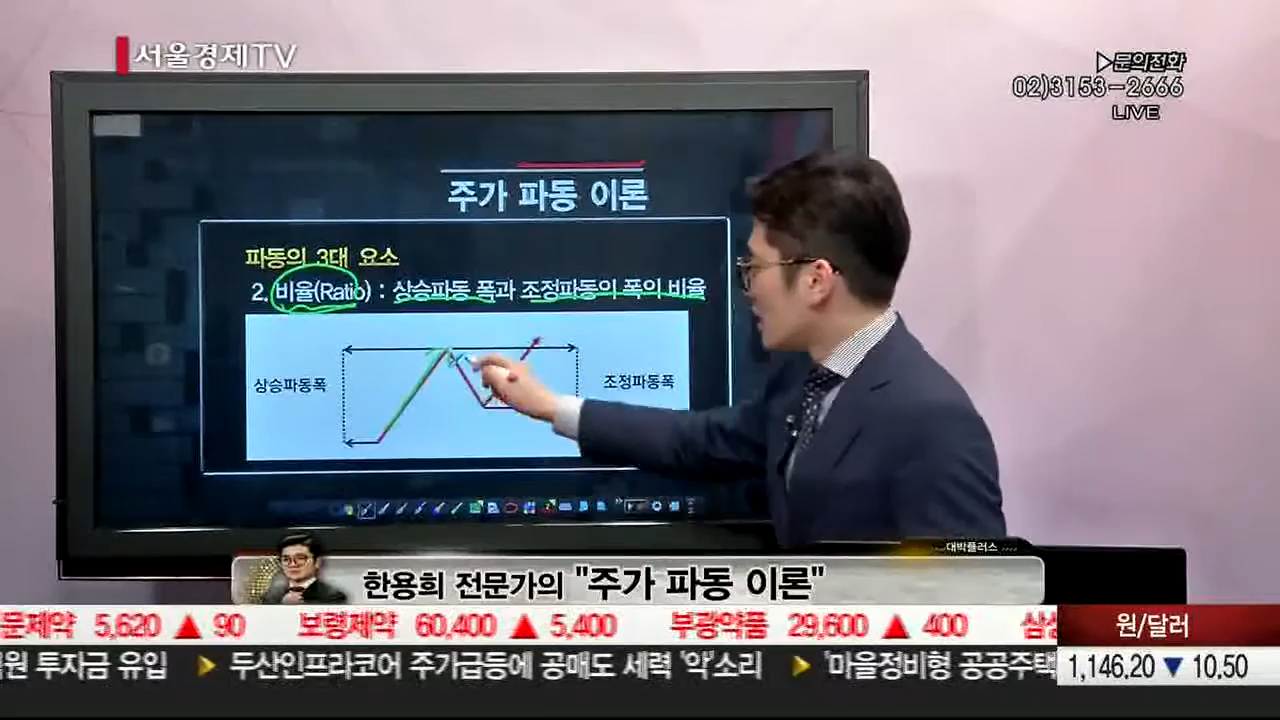 서울경제TV
▷문의전화
02)3153-2666
LIVE
주가 파동 이론
파동의 3대 요소
2. 비율(Ratio) : 상승파동 폭과 조정파동의 폭의 비율
상승파동폭
조정파동폭
대박플러스
한용희 전문가의 "주가 파동 이론"
문제약 5,620 ▲ 90 보령제약 60,400 ▲ 5,400 부광약품 29,600 ▲ 400 삼성
원/달러
원 투자금 유입 ▶ 두산인프라코어 주가급등에 공매도 세력 '악'소리 ▶ '마을정비형 공공주택
1,146.20 ▼ 10.50